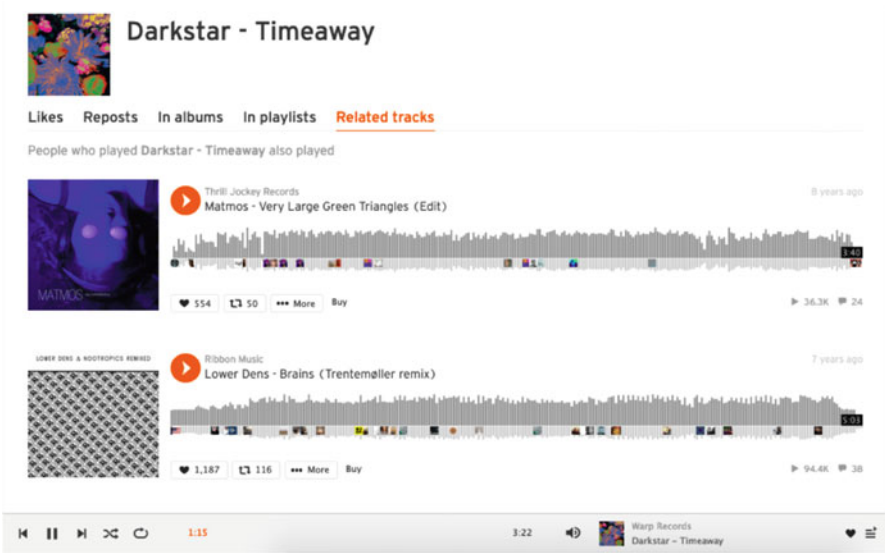 Darkstar - Timeaway
Likes Reposts In albums In playlists Related tracks
People who played Darkstar - Timeaway also played
Thrill Jockey Records
8 years ago
Matmos - Very Large Green Triangles (Edit)
3:40
MATMOS
554 50 More Buy
36.3K 24
LOWER DENS & NOOTROPICS REMIXED
Ribbon Music
7 years ago
Lower Dens - Brains (Trentemøller remix)
5:03
1,187 116 More Buy
94.4K 38
1:15
3:22
Warp Records
Darkstar - Timeaway